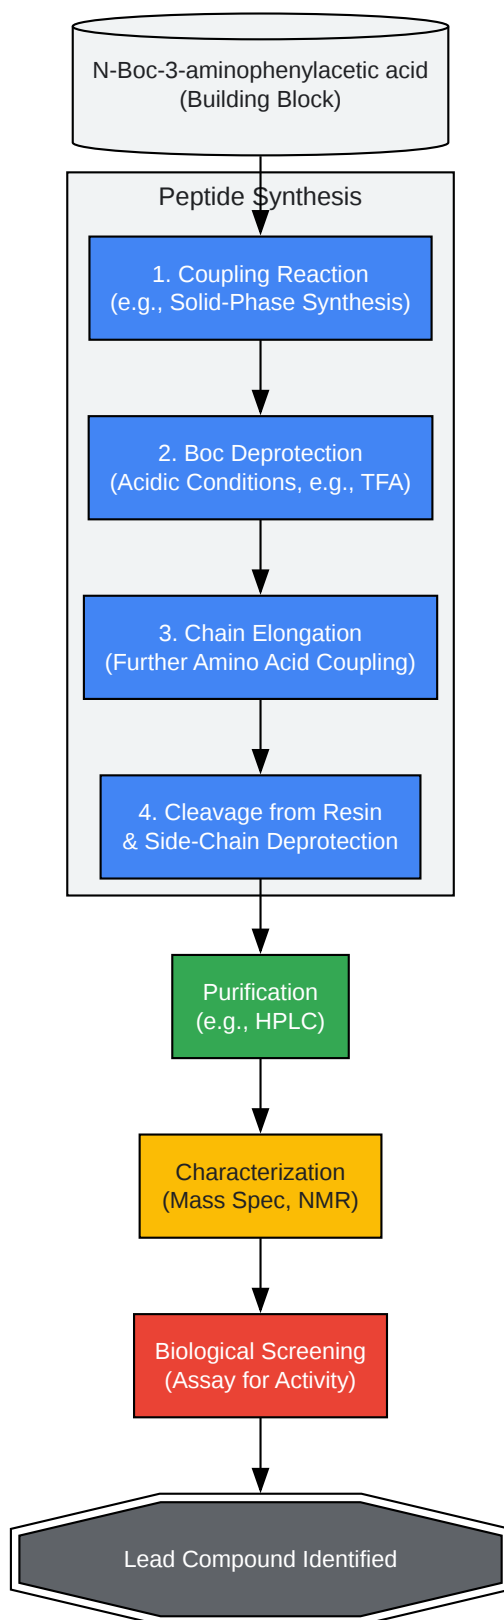 N-Boc-3-aminophenylacetic acid
(Building Block)
Peptide Synthesis
1. Coupling Reaction
(e.g., Solid-Phase Synthesis)
2. Boc Deprotection
(Acidic Conditions, e.g., TFA)
3. Chain Elongation
(Further Amino Acid Coupling)
4. Cleavage from Resin
& Side-Chain Deprotection
Purification
(e.g., HPLC)
Characterization
(Mass Spec, NMR)
Biological Screening
(Assay for Activity)
Lead Compound Identified